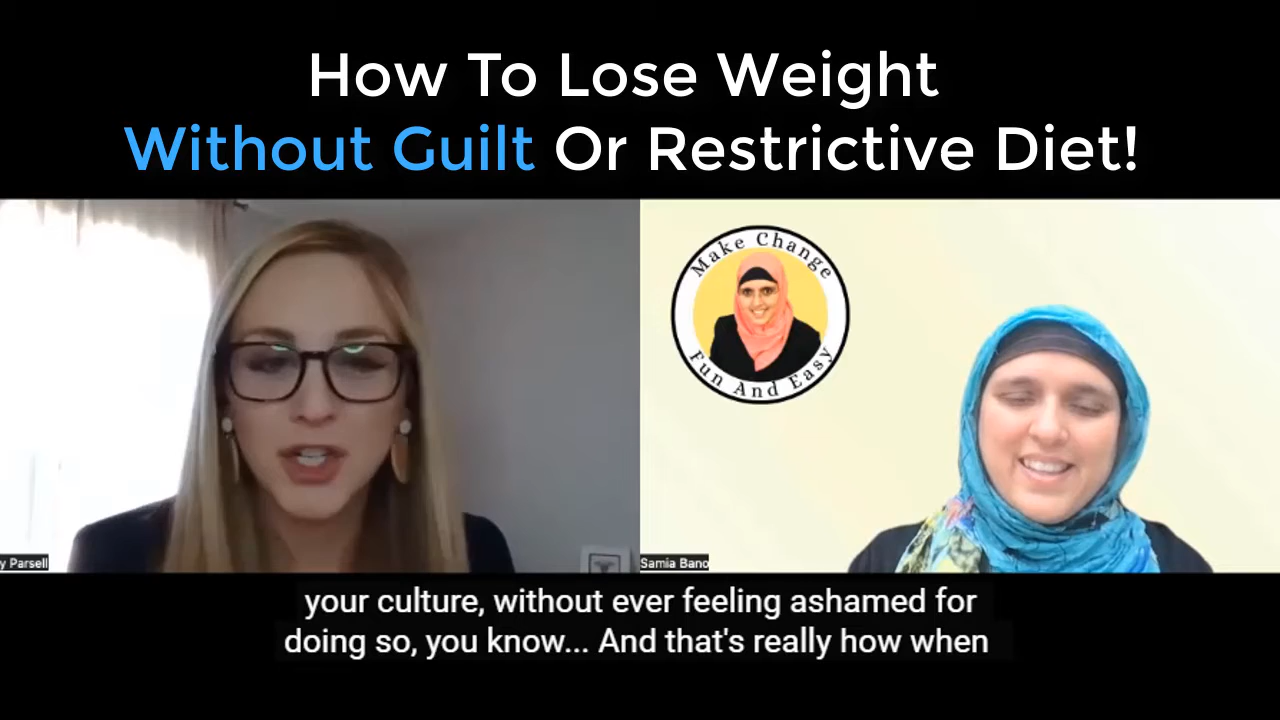 How To Lose Weight
Without Guilt Or Restrictive Diet!
Make Change
Fun And Easy
y Parsell
Samia Bano
your culture, without ever feeling ashamed for
doing so, you know... And that's really how when